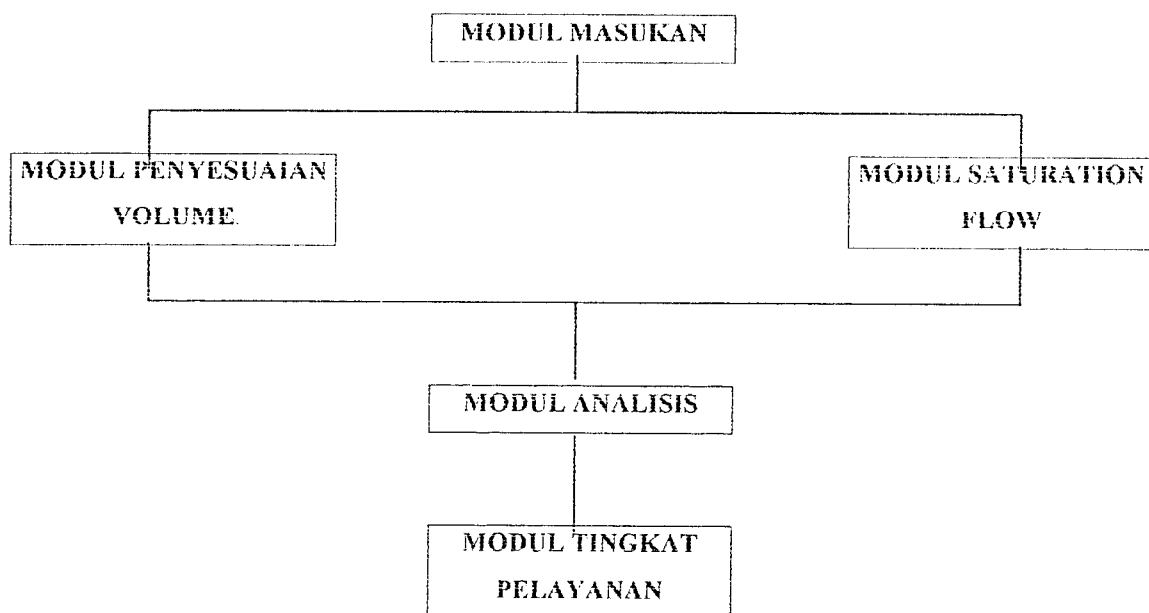 MODUL MASUKAN
MODUL PENYESUAIAN
VOLUME.
MODUL SATURATION
FLOW
MODUL ANALISIS
MODUL TINGKAT
PELAYANAN